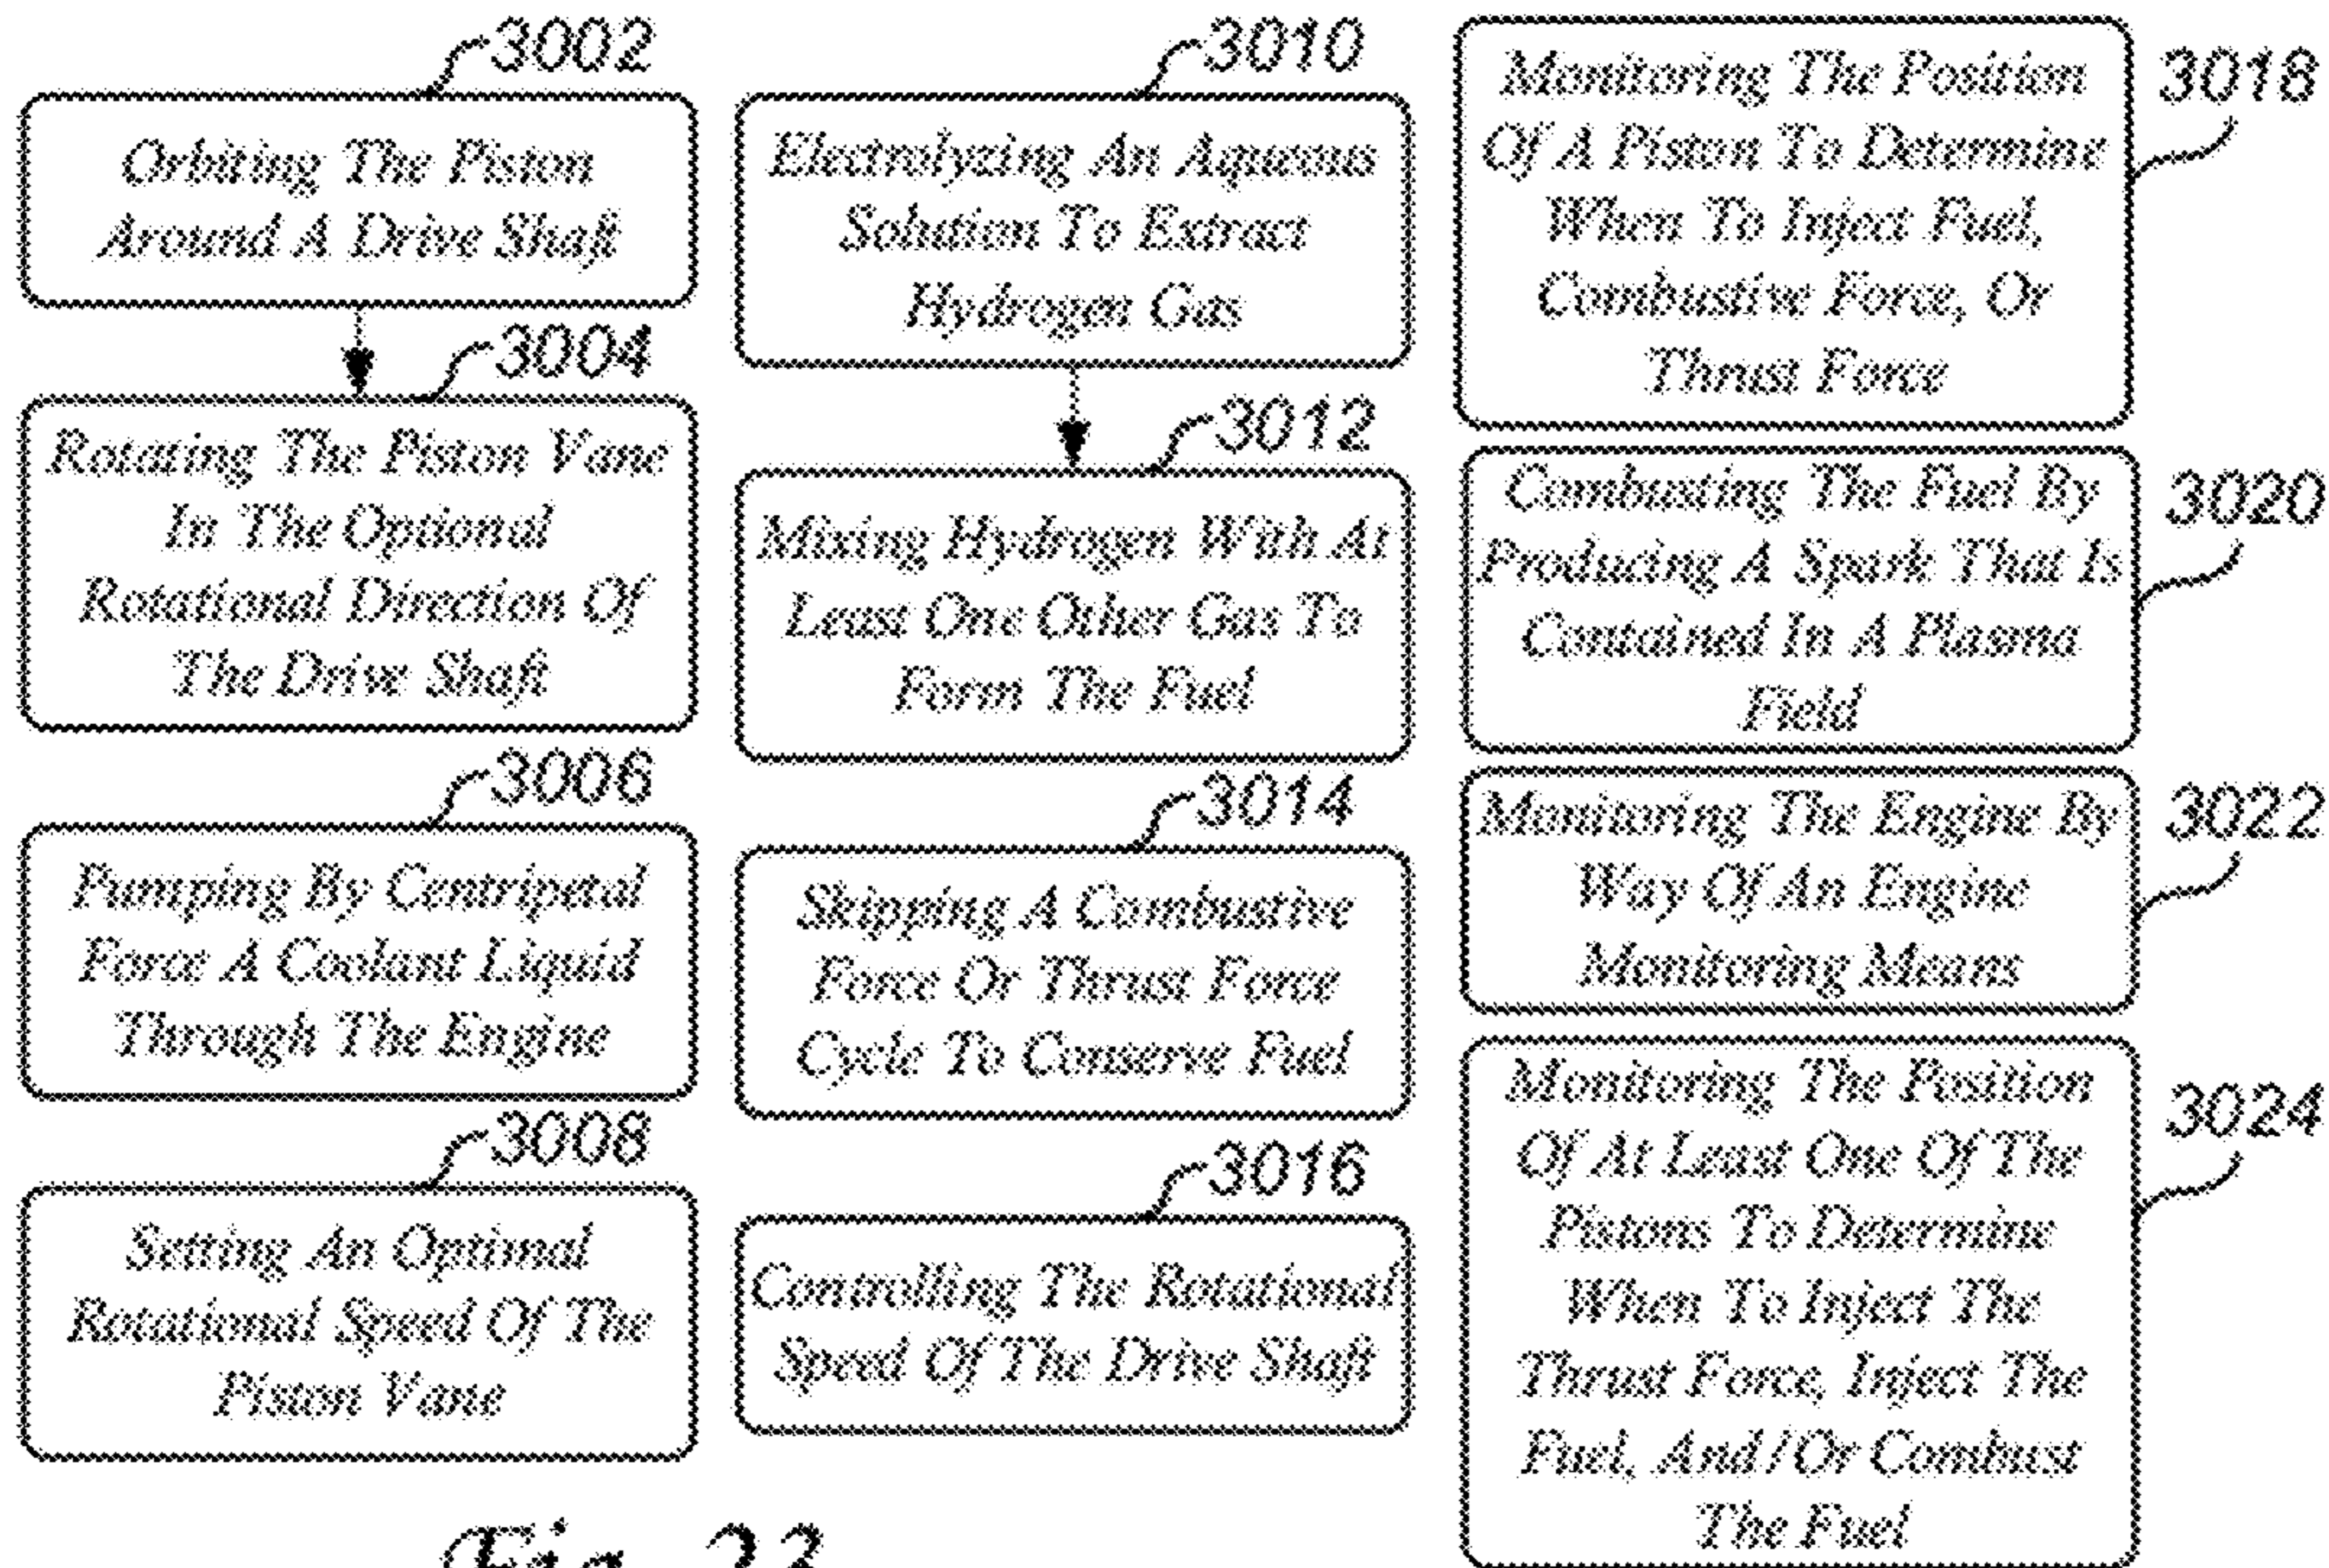 3002
Orbiting The Piston
Around A Drive Shaft
3004
Rotating The Piston Vane
In The Optional
Rotational Direction Of
The Drive Shaft
3006
Pumping By Centripetal
Force A Coolant Liquid
Through The Engine
3008
Setting An Optimal
Rotational Speed Of The
Piston Vane
3010
Electrolyzing An Aqueous
Solution To Extract
Hydrogen Gas
3012
Mixing Hydrogen With At
Least One Other Gas To
Form The Fuel
3014
Skipping A Combustive
Force Or Thrust Force
Cycle To Conserve Fuel
3016
Controlling The Rotational
Speed Of The Drive Shaft
3018
Monitoring The Position
Of A Piston To Determine
When To Inject Fuel,
Combustive Force, Or
Thrust Force
3020
Combusting The Fuel By
Producing A Spark That Is
Contained In A Plasma
Field
3022
Monitoring The Engine By
Way Of An Engine
Monitoring Means
3024
Monitoring The Position
Of At Least One Of The
Pistons To Determine
When To Inject The
Thrust Force, Inject The
Fuel, And/Or Combust
The Fuel
Fig. 23